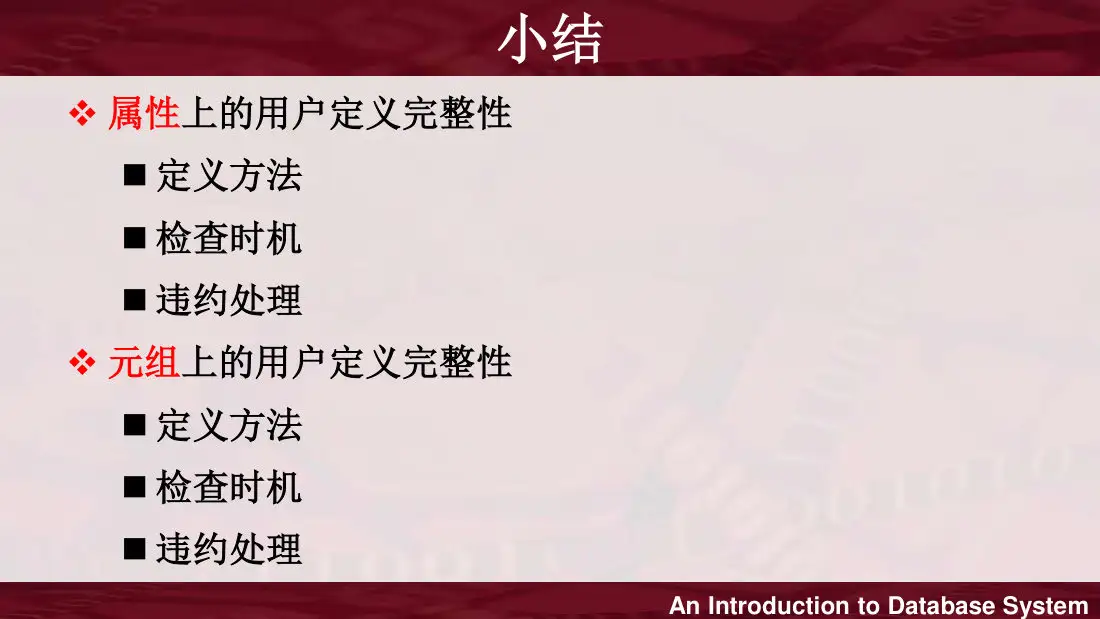 小结
属性上的用户定义完整性
定义方法
检查时机
违约处理
元组上的用户定义完整性
定义方法
检查时机
违约处理
An Introduction to Database System